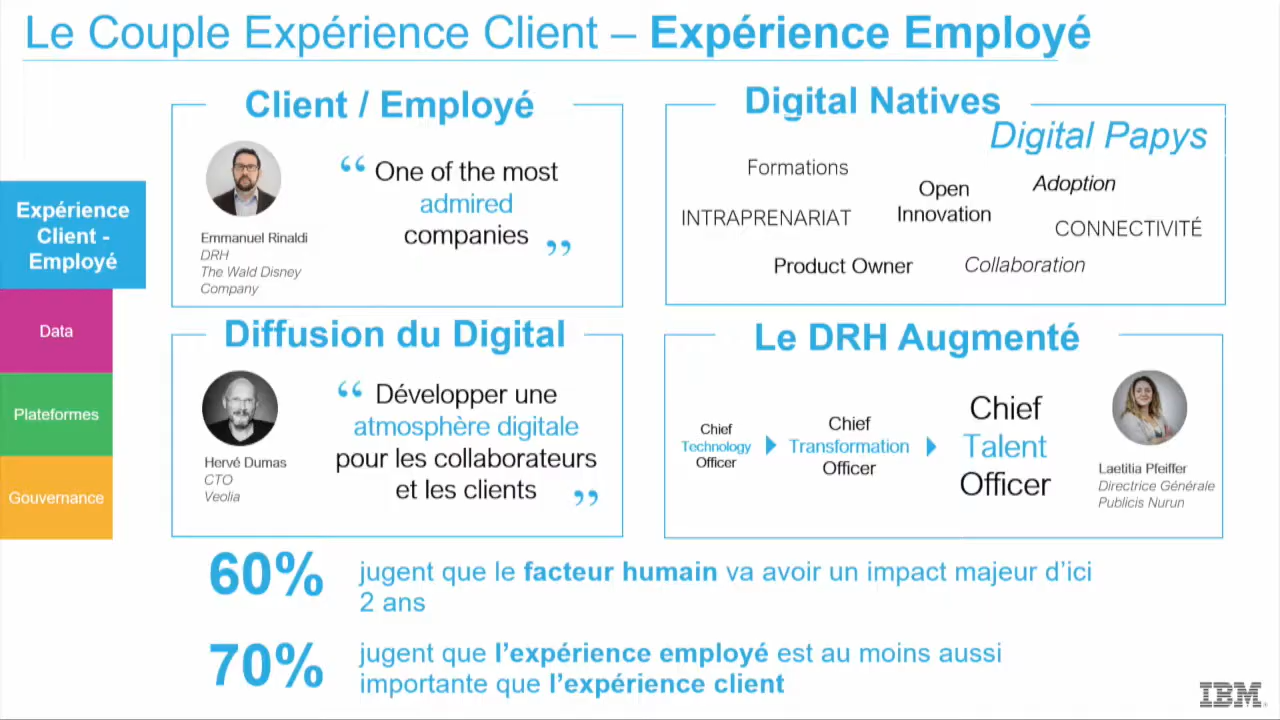 Le Couple Expérience Client – Expérience Employé
Expérience
Client -
Employé
Data
Plateformes
Gouvernance
Client / Employé
“ One of the most
admired
companies ”
Emmanuel Rinaldi
DRH
The Wald Disney
Company
Digital Natives
Digital Papys
Formations
Open
Innovation
Adoption
INTRAPRENARIAT
CONNECTIVITÉ
Product Owner
Collaboration
Diffusion du Digital
“ Développer une
atmosphère digitale
pour les collaborateurs
et les clients ”
Hervé Dumas
CTO
Veolia
Le DRH Augmenté
Chief
Technology
Officer
Chief
Transformation
Officer
Chief
Talent
Officer
Laetitia Pfeiffer
Directrice Générale
Publicis Nurun
60%
jugent que le facteur humain va avoir un impact majeur d’ici
2 ans
70%
jugent que l’expérience employé est au moins aussi
importante que l’expérience client
IBM